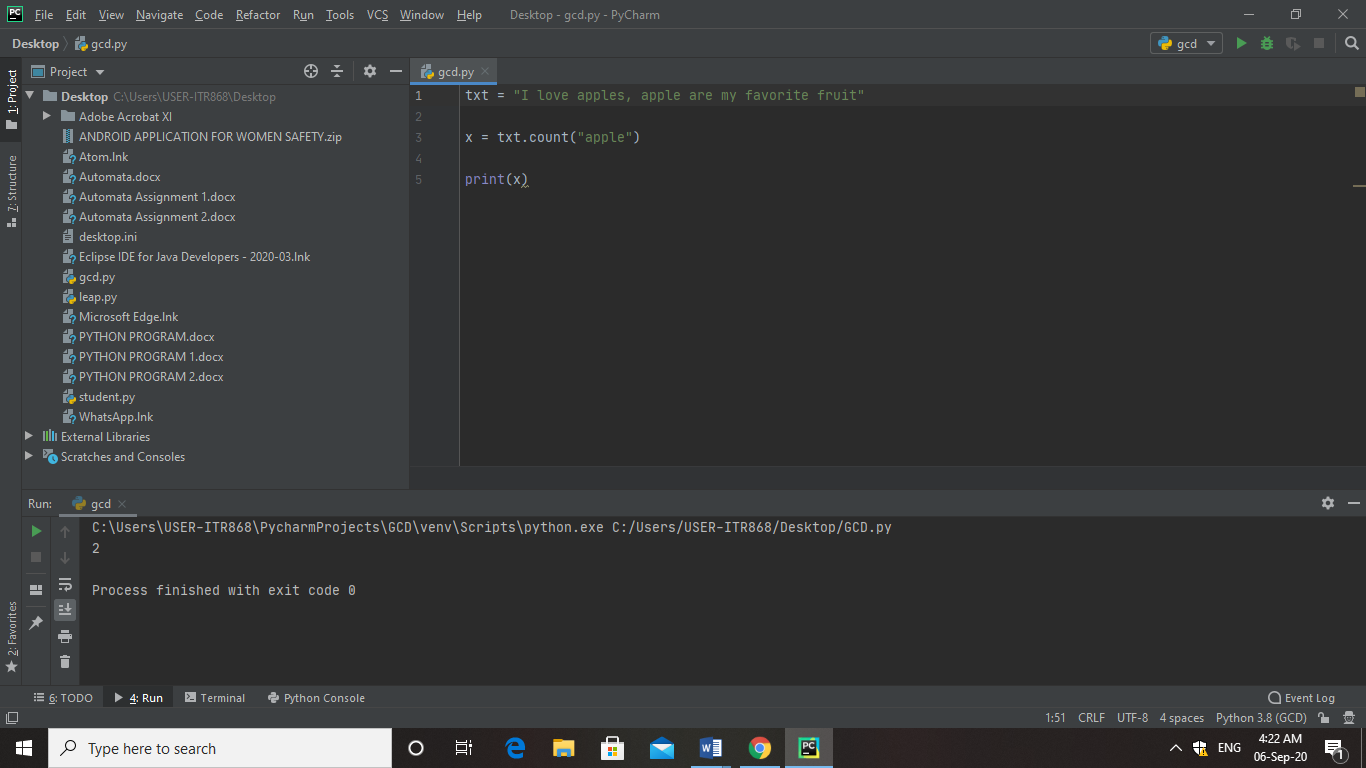 File Edit View Navigate Code Refactor Run Tools VCS Window Help Desktop - gcd.py - PyCharm
Desktop gcd.py gcd
Project
gcd.py
1: Project
7: Structure
2: Favorites
Desktop C:\Users\USER-ITR868\Desktop
Adobe Acrobat XI
ANDROID APPLICATION FOR WOMEN SAFETY.zip
Atom.lnk
Automata.docx
Automata Assignment 1.docx
Automata Assignment 2.docx
desktop.ini
Eclipse IDE for Java Developers - 2020-03.lnk
gcd.py
leap.py
Microsoft Edge.lnk
PYTHON PROGRAM.docx
PYTHON PROGRAM 1.docx
PYTHON PROGRAM 2.docx
student.py
WhatsApp.lnk
External Libraries
Scratches and Consoles
1 txt = "I love apples, apple are my favorite fruit"
2
3 x = txt.count("apple")
4
5 print(x)
Run: gcd
C:\Users\USER-ITR868\PycharmProjects\GCD\venv\Scripts\python.exe C:/Users/USER-ITR868/Desktop/GCD.py
2
Process finished with exit code 0
6: TODO 4: Run Terminal Python Console Event Log
1:51 CRLF UTF-8 4 spaces Python 3.8 (GCD)
Type here to search
ENG
4:22 AM
06-Sep-20
1